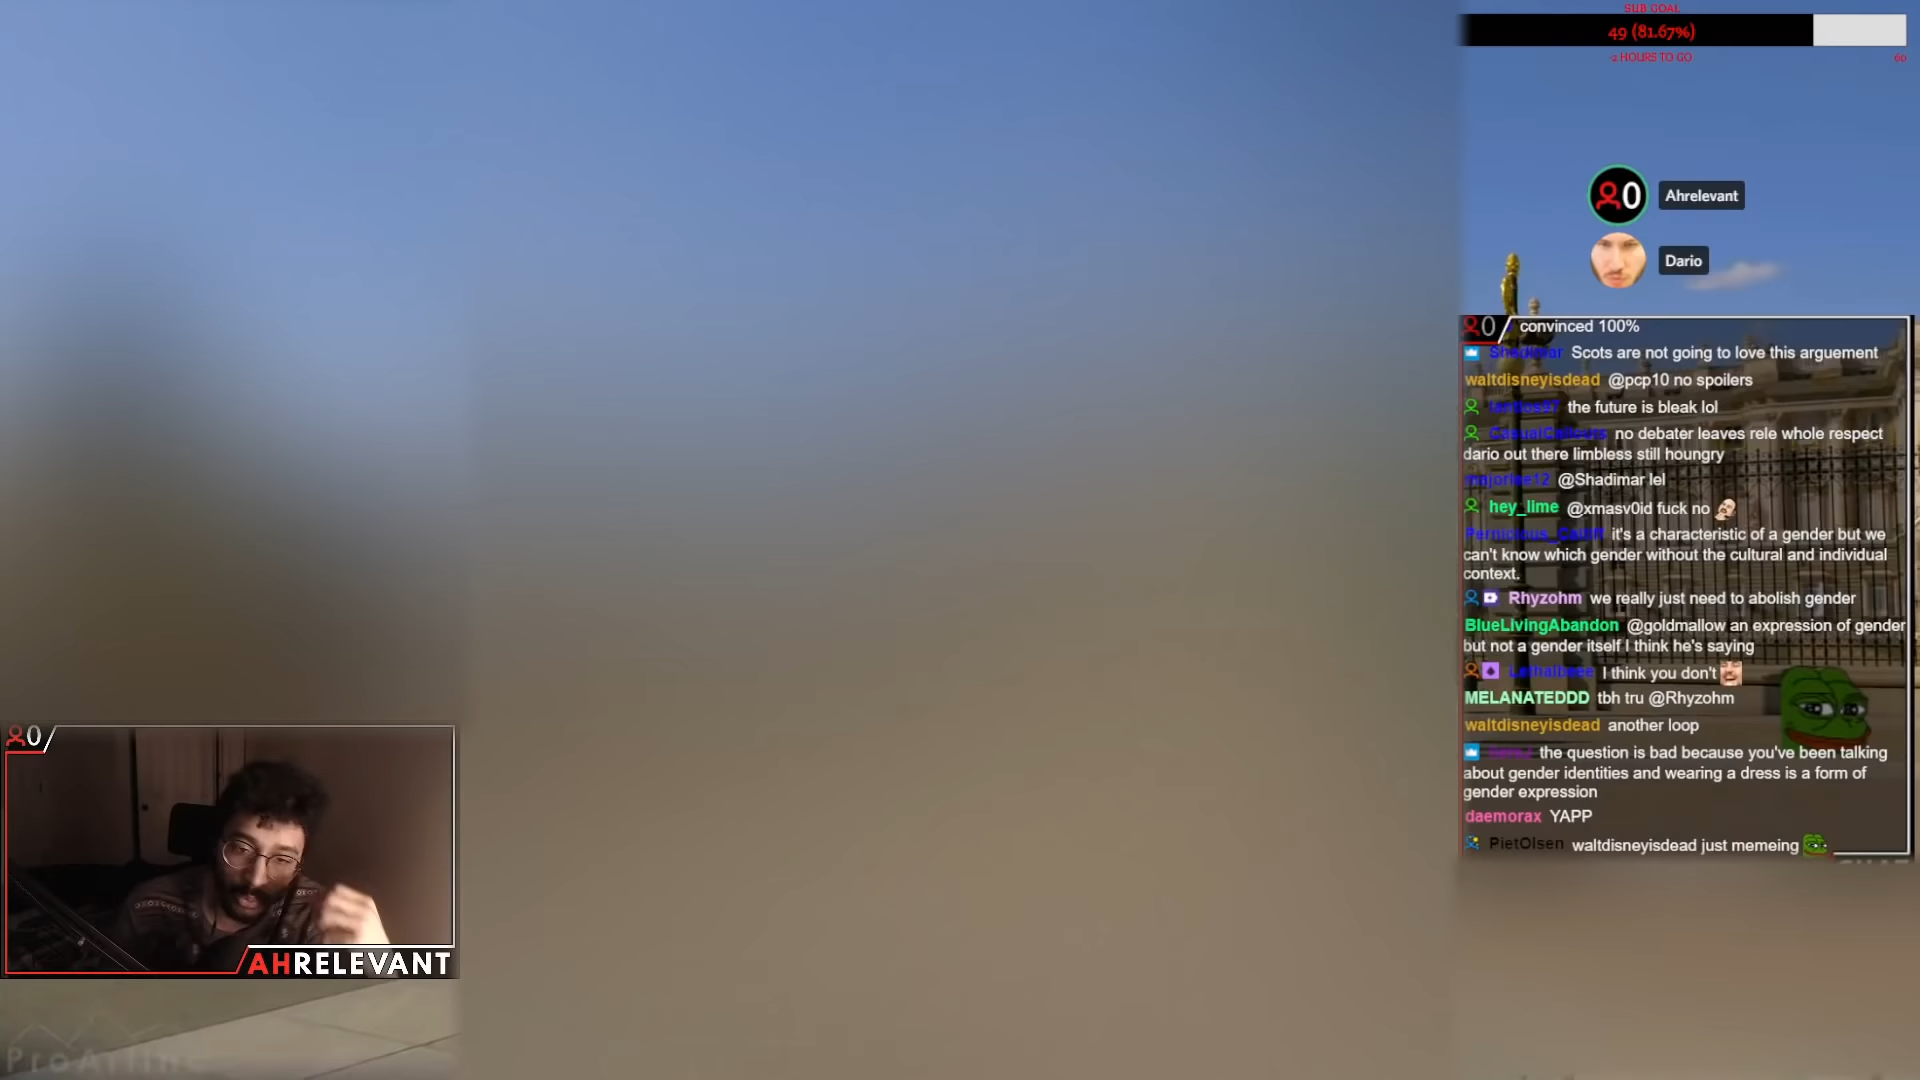 SUB GOAL
49 (81.67%)
-2 HOURS TO GO
60
0
Ahrelevant
Dario
0
convinced 100%
Shadimar Scots are not going to love this arguement
waltdisneyisdead @pcp10 no spoilers
the future is bleak lol
no debater leaves rele whole respect
dario out there limbless still houngry
majorlee12 @Shadimar lel
hey_lime @xmasv0id fuck no
it's a characteristic of a gender but we
can't know which gender without the cultural and individual
context.
Rhyzohm we really just need to abolish gender
BlueLivingAbandon @goldmallow an expression of gender
but not a gender itself I think he's saying
I think you don't
MELANATEDDD tbh tru @Rhyzohm
waltdisneyisdead another loop
the question is bad because you've been talking
about gender identities and wearing a dress is a form of
gender expression
daemorax YAPP
PietOlsen waltdisneyisdead just memeing
0
AHRELEVANT